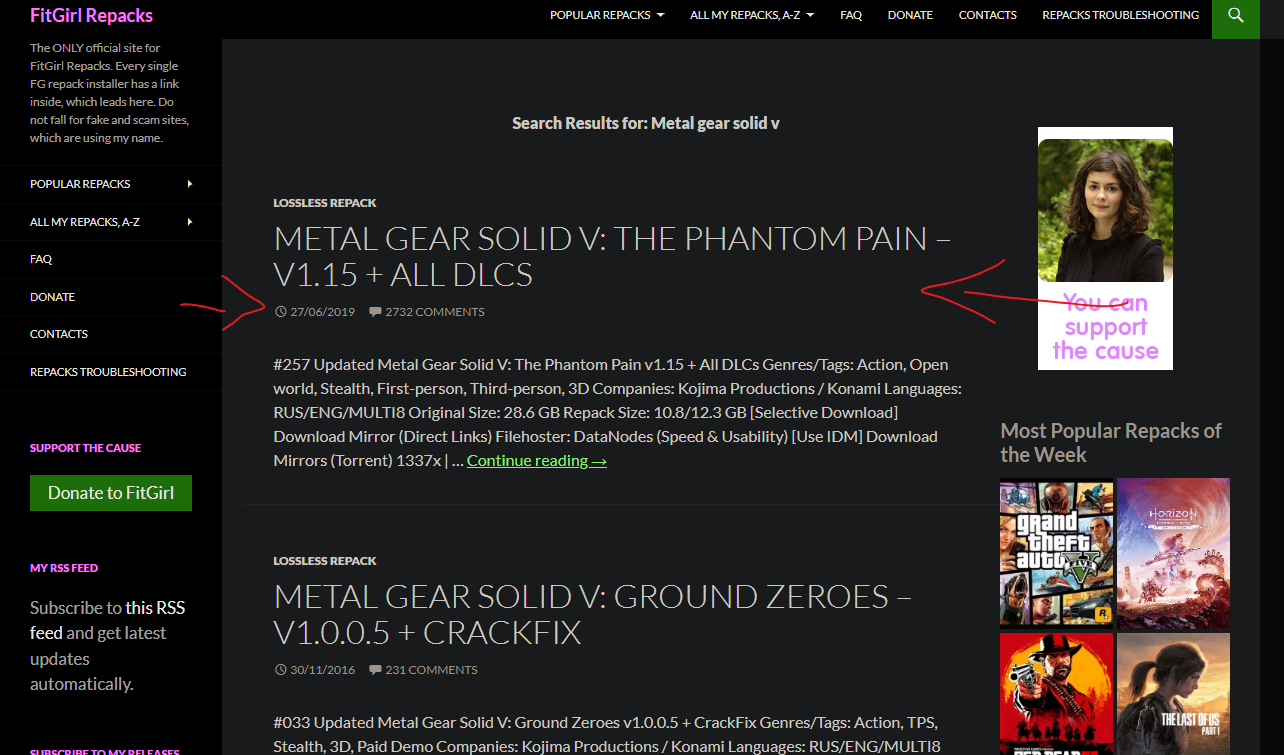 FitGirl Repacks
POPULAR REPACKS
ALL MY REPACKS, A-Z
FAQ
DONATE
CONTACTS
REPACKS TROUBLESHOOTING
The ONLY official site for
FitGirl Repacks. Every single
FG repack installer has a link
inside, which leads here. Do
not fall for fake and scam sites,
which are using my name.
POPULAR REPACKS
ALL MY REPACKS, A-Z
FAQ
DONATE
CONTACTS
REPACKS TROUBLESHOOTING
SUPPORT THE CAUSE
Donate to FitGirl
MY RSS FEED
Subscribe to this RSS
feed and get latest
updates
automatically.
SUBSCRIBE TO MY RELEASES
Search Results for: Metal gear solid v
LOSSLESS REPACK
METAL GEAR SOLID V: THE PHANTOM PAIN –
V1.15 + ALL DLCS
27/06/2019 2732 COMMENTS
#257 Updated Metal Gear Solid V: The Phantom Pain v1.15 + All DLCs Genres/Tags: Action, Open
world, Stealth, First-person, Third-person, 3D Companies: Kojima Productions / Konami Languages:
RUS/ENG/MULTI8 Original Size: 28.6 GB Repack Size: 10.8/12.3 GB [Selective Download]
Download Mirror (Direct Links) Filehoster: DataNodes (Speed & Usability) [Use IDM] Download
Mirrors (Torrent) 1337x | … Continue reading →
LOSSLESS REPACK
METAL GEAR SOLID V: GROUND ZEROES –
V1.0.0.5 + CRACKFIX
30/11/2016 231 COMMENTS
#033 Updated Metal Gear Solid V: Ground Zeroes v1.0.0.5 + CrackFix Genres/Tags: Action, TPS,
Stealth, 3D, Paid Demo Companies: Kojima Productions / Konami Languages: RUS/ENG/MULTI8
You can
support
the cause
Most Popular Repacks of
the Week
grand
theft
auto
V
FIVE
R
HORIZON
THE LAST OF US
PART I